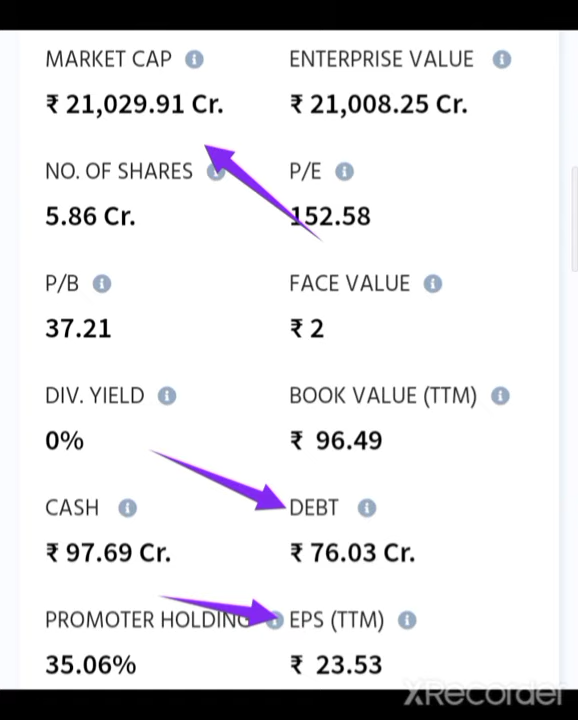 MARKET CAP ENTERPRISE VALUE
₹ 21,029.91 Cr. ₹ 21,008.25 Cr.
NO. OF SHARES P/E
5.86 Cr. 152.58
P/B FACE VALUE
37.21 ₹ 2
DIV. YIELD BOOK VALUE (TTM)
0% ₹ 96.49
CASH DEBT
₹ 97.69 Cr. ₹ 76.03 Cr.
PROMOTER HOLDING EPS (TTM)
35.06% ₹ 23.53
XRecorder